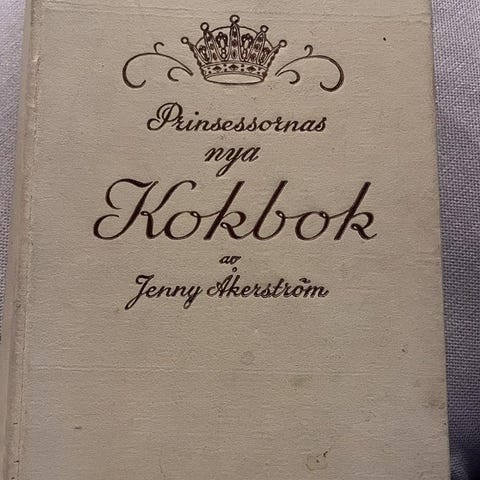 Prinsessornas
nya
Kokbok
av
Jenny Åkerström